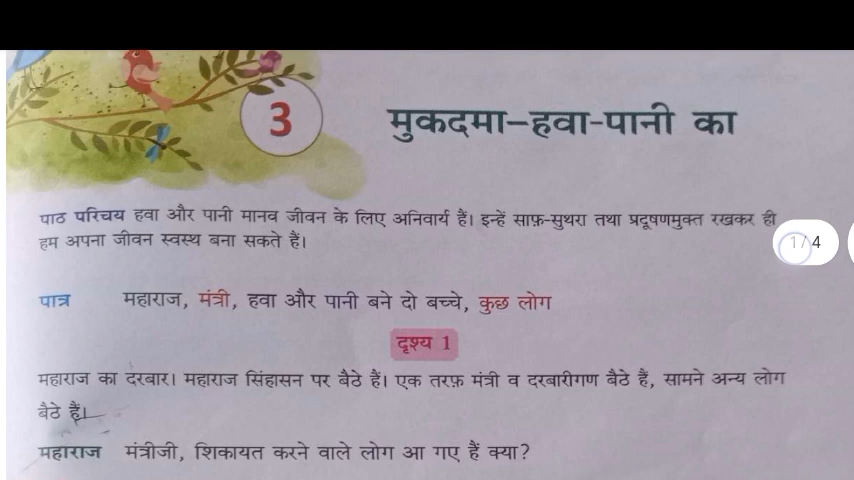 3
मुकदमा–हवा-पानी का
पाठ परिचय हवा और पानी मानव जीवन के लिए अनिवार्य हैं। इन्हें साफ़-सुथरा तथा प्रदूषणमुक्त रखकर ही
हम अपना जीवन स्वस्थ बना सकते हैं।
1/4
पात्र महाराज, मंत्री, हवा और पानी बने दो बच्चे, कुछ लोग
दृश्य 1
महाराज का दरबार। महाराज सिंहासन पर बैठे हैं। एक तरफ़ मंत्री व दरबारीगण बैठे हैं, सामने अन्य लोग
बैठे हैं।
महाराज मंत्रीजी, शिकायत करने वाले लोग आ गए हैं क्या?